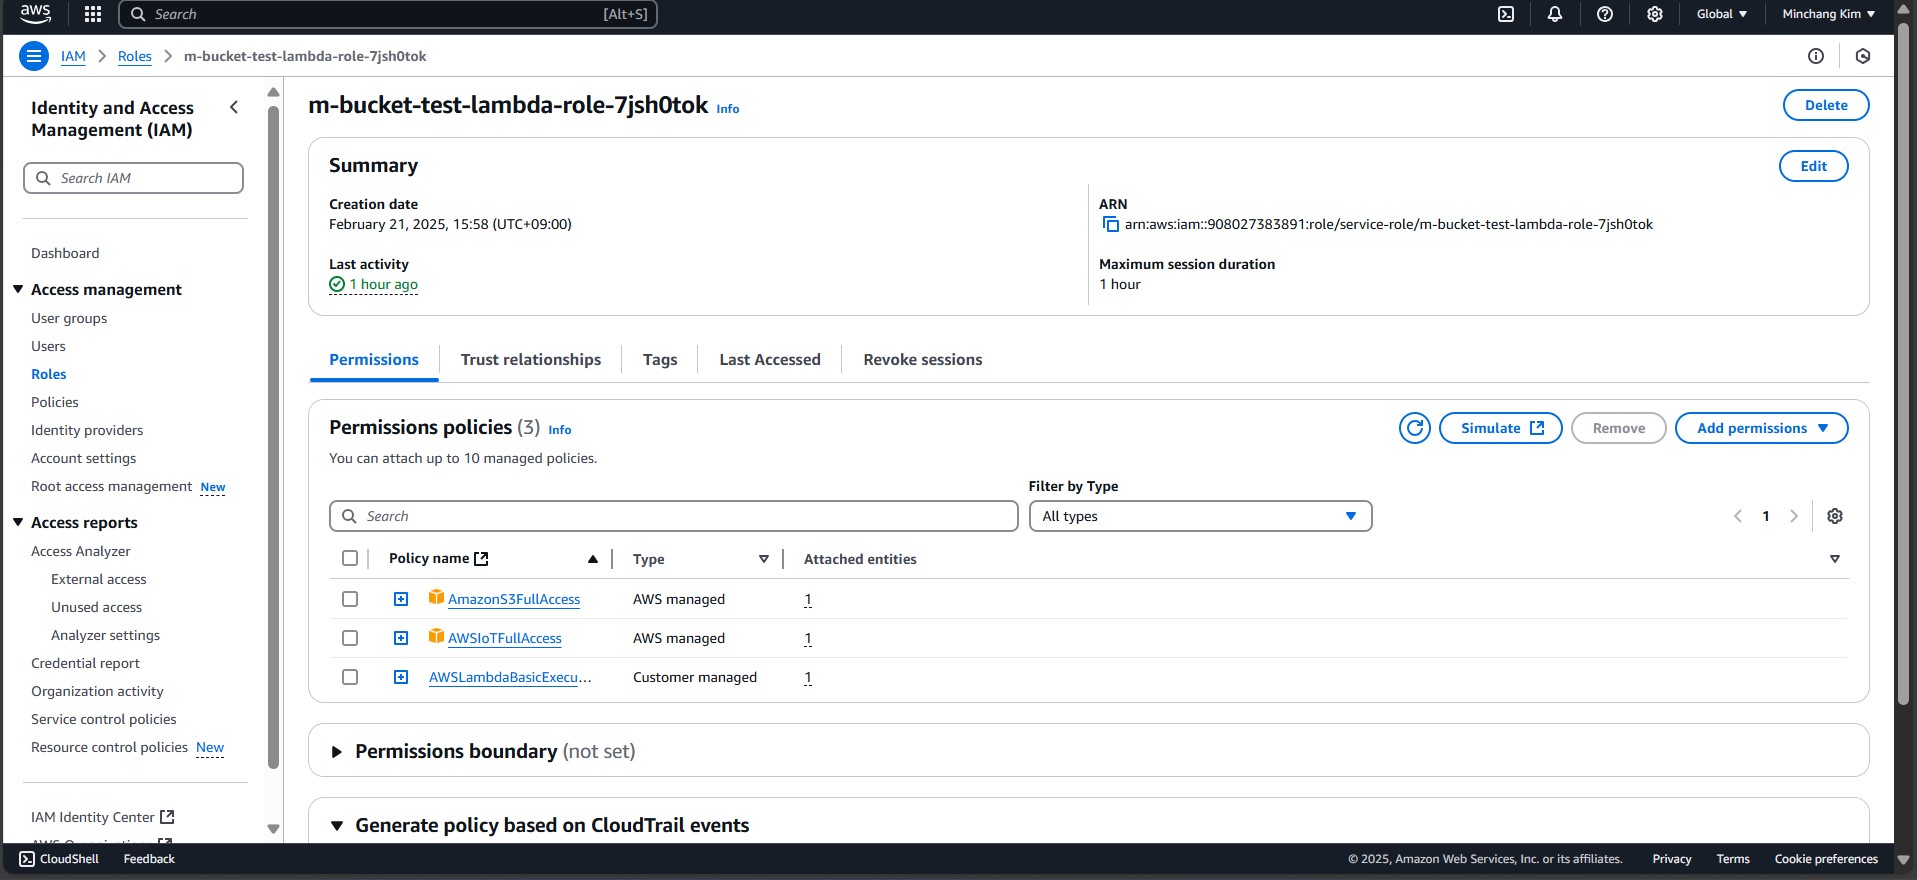 aws
Search
[Alt+S]
Global
Minchang Kim
IAM
Roles
m-bucket-test-lambda-role-7jsh0tok
Identity and Access
Management (IAM)
Search IAM
Dashboard
Access management
User groups
Users
Roles
Policies
Identity providers
Account settings
Root access management New
Access reports
Access Analyzer
External access
Unused access
Analyzer settings
Credential report
Organization activity
Service control policies
Resource control policies New
IAM Identity Center
m-bucket-test-lambda-role-7jsh0tok Info
Delete
Summary
Edit
Creation date
February 21, 2025, 15:58 (UTC+09:00)
ARN
arn:aws:iam::908027383891:role/service-role/m-bucket-test-lambda-role-7jsh0tok
Last activity
1 hour ago
Maximum session duration
1 hour
Permissions
Trust relationships
Tags
Last Accessed
Revoke sessions
Permissions policies (3) Info
You can attach up to 10 managed policies.
Simulate
Remove
Add permissions
Filter by Type
Search
All types
1
Policy name
Type
Attached entities
AmazonS3FullAccess
AWS managed
1
AWSIoTFullAccess
AWS managed
1
AWSLambdaBasicExecu...
Customer managed
1
Permissions boundary (not set)
Generate policy based on CloudTrail events
CloudShell
Feedback
© 2025, Amazon Web Services, Inc. or its affiliates.
Privacy
Terms
Cookie preferences